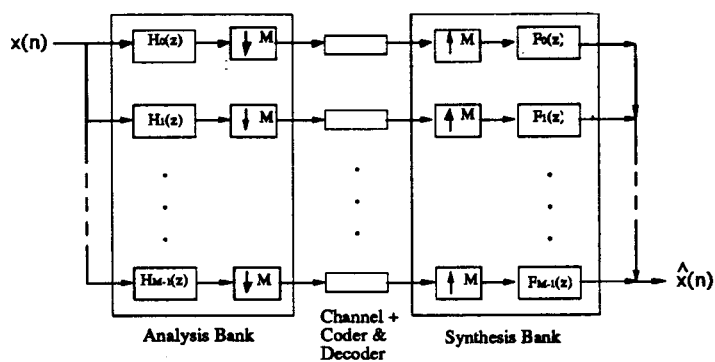 x(n) H0(z) M M F0(z)
H1(z) M M F1(z)
HM-1(z) M M FM-1(z)
x̂(n)
Analysis Bank
Channel +
Coder &
Decoder
Synthesis Bank